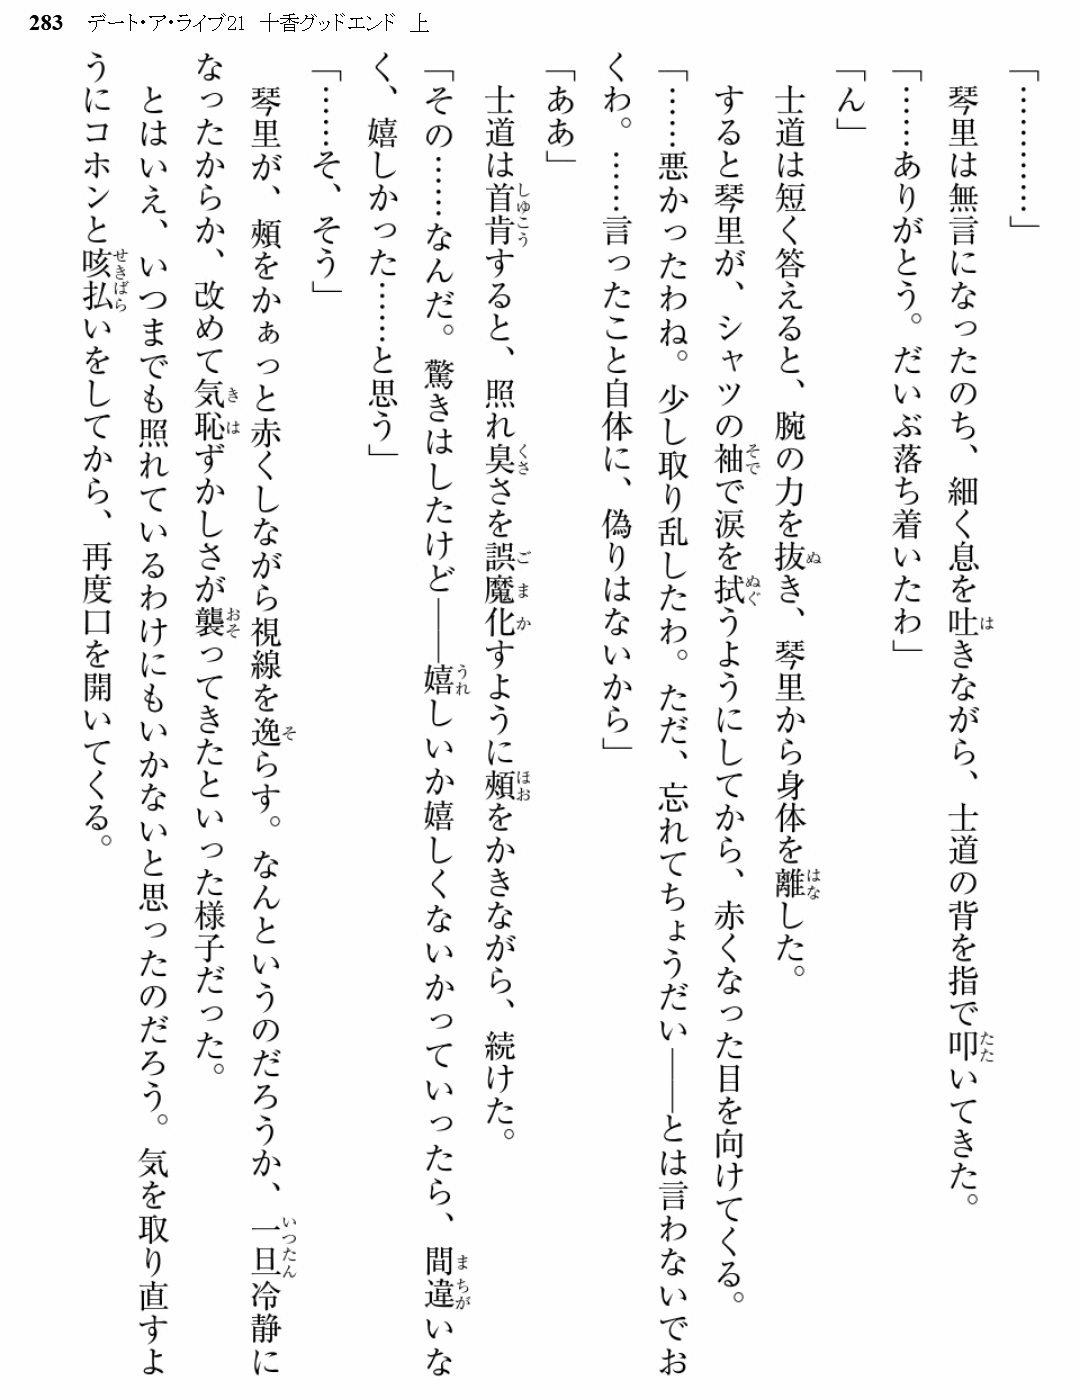 283 デート・ア・ライブ21 十香グッドエンド 上
「…………」
琴里は無言になったのち、細く息を吐きながら、士道の背を指で叩いてきた。
「……ありがとう。だいぶ落ち着いたわ」
「ん」
士道は短く答えると、腕の力を抜き、琴里から身体を離した。
すると琴里が、シャツの袖で涙を拭うようにしてから、赤くなった目を向けてくる。
「……悪かったわね。少し取り乱したわ。ただ、忘れてちょうだい――とは言わないでお
くわ。……言ったこと自体に、偽りはないから」
「ああ」
士道は首肯すると、照れ臭さを誤魔化すように頬をかきながら、続けた。
「その……なんだ。驚きはしたけど――嬉しいか嬉しくないかっていったら、間違いな
く、嬉しかった……と思う」
「……そ、そう」
琴里が、頬をかぁっと赤くしながら視線を逸らす。なんというのだろうか、一旦冷静に
なったからか、改めて気恥ずかしさが襲ってきたといった様子だった。
とはいえ、いつまでも照れているわけにもいかないと思ったのだろう。気を取り直すよ
うにコホンと咳払いをしてから、再度口を開いてくる。